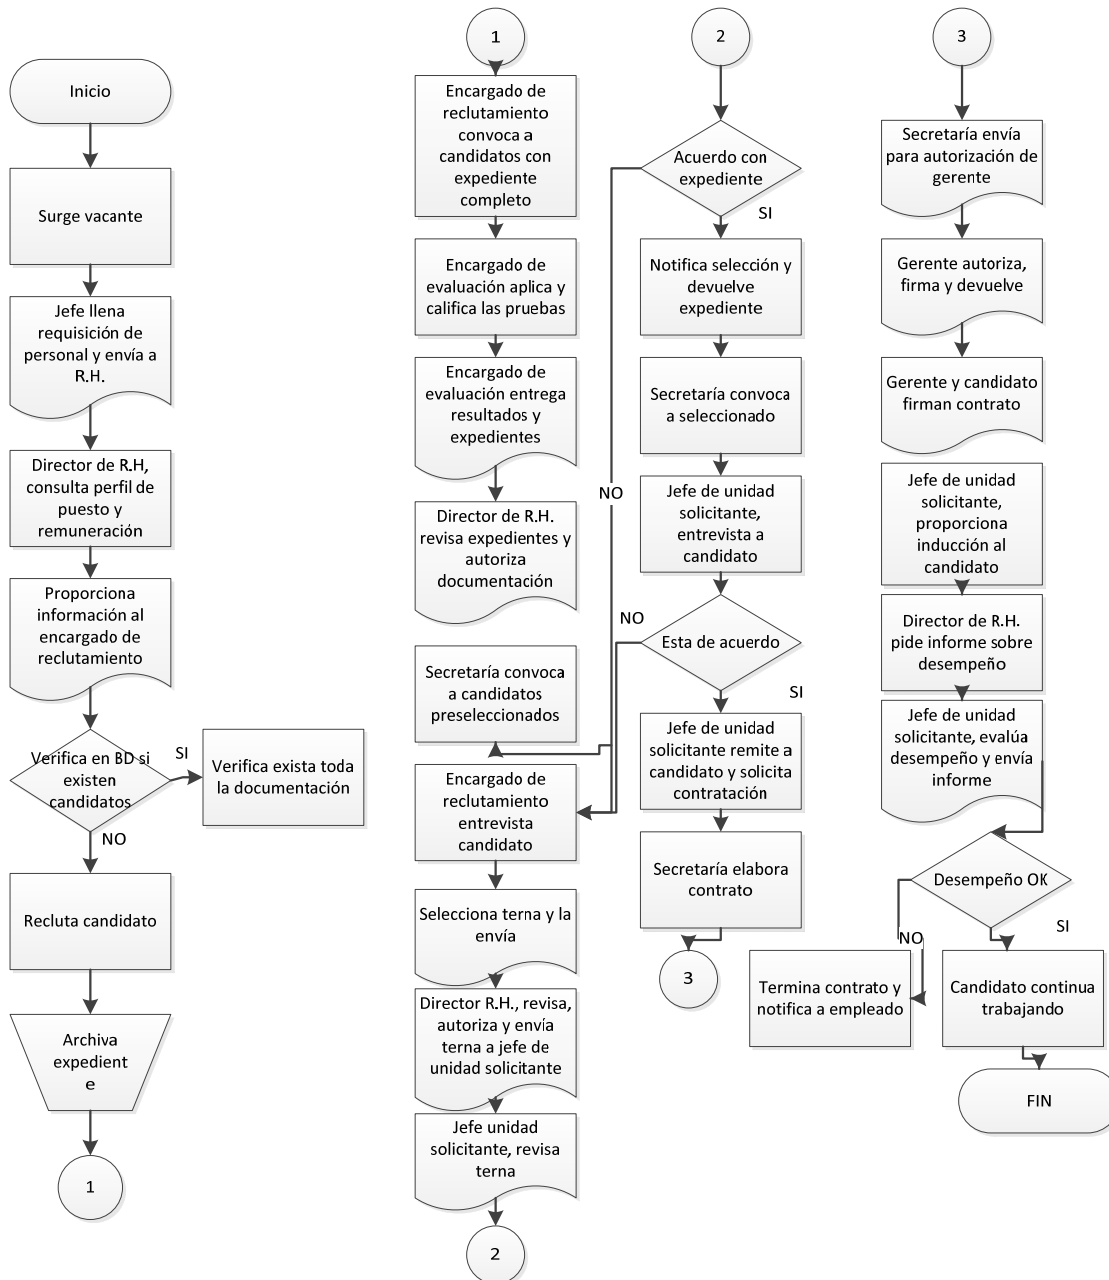 Inicio
Surge vacante
Jefe llena
requisición de
personal y envía a
R.H.
Director de R.H,
consulta perfil de
puesto y
remuneración
Proporciona
información al
encargado de
reclutamiento
Verifica en BD si
existen
candidatos
SI
Verifica exista toda
la documentación
NO
Recluta candidato
Archiva
expedient
e
1
1
Encargado de
reclutamiento
convoca a
candidatos con
expediente
completo
Encargado de
evaluación aplica y
califica las pruebas
Encargado de
evaluación entrega
resultados y
expedientes
Director de R.H.
revisa expedientes y
autoriza
documentación
Secretaría convoca
a candidatos
preseleccionados
Encargado de
reclutamiento
entrevista
candidato
Selecciona terna y la
envía
Director R.H., revisa,
autoriza y envía
terna a jefe de
unidad solicitante
Jefe unidad
solicitante, revisa
terna
2
2
Acuerdo con
expediente
SI
NO
Notifica selección y
devuelve
expediente
Secretaría convoca
a seleccionado
Jefe de unidad
solicitante,
entrevista a
candidato
NO
Esta de acuerdo
SI
Jefe de unidad
solicitante remite a
candidato y solicita
contratación
Secretaría elabora
contrato
3
3
Secretaría envía
para autorización de
gerente
Gerente autoriza,
firma y devuelve
Gerente y candidato
firman contrato
Jefe de unidad
solicitante,
proporciona
inducción al
candidato
Director de R.H.
pide informe sobre
desempeño
Jefe de unidad
solicitante, evalúa
desempeño y envía
informe
Desempeño OK
NO
SI
Termina contrato y
notifica a empleado
Candidato continua
trabajando
FIN